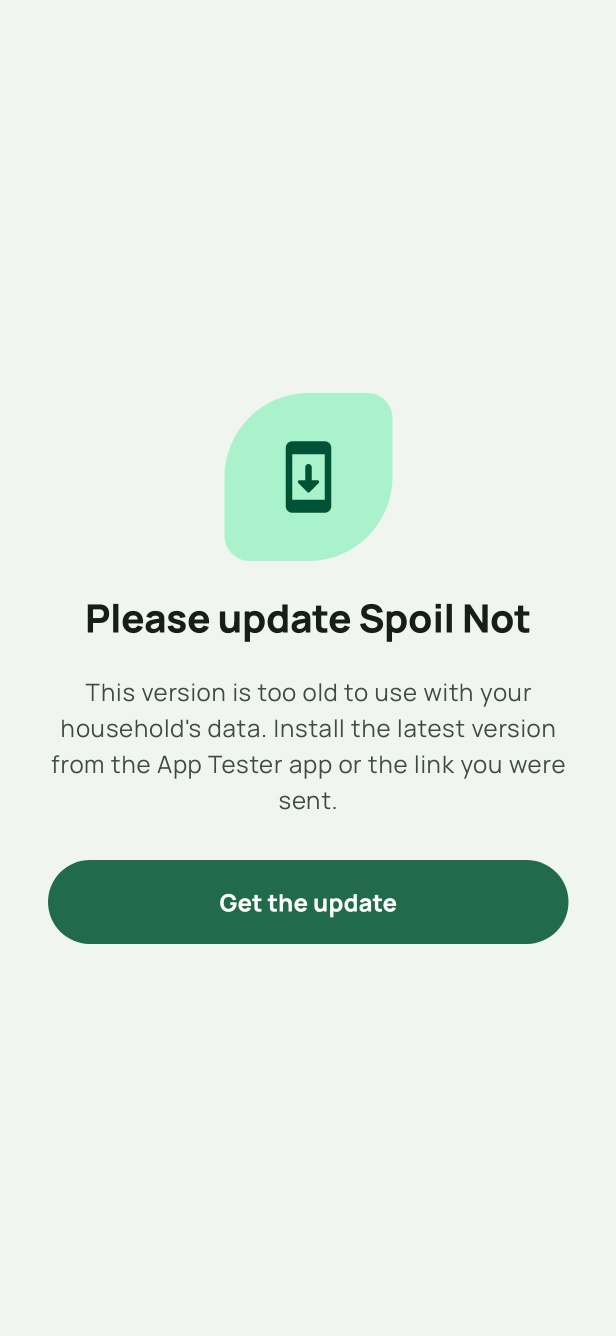 Please update Spoil Not
This version is too old to use with your
household's data. Install the latest version
from the App Tester app or the link you were
sent.
Get the update